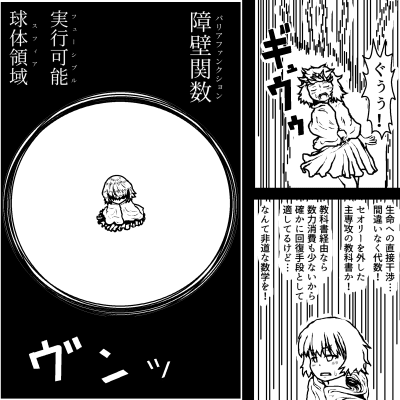 ぐうう！
ギュウゥ
生命への直接干渉…
間違いなく代数！
セオリーを外した
主専攻の教科書か！
教科書経由なら
数力消費も少ないから
確かに回復手段として
適してるけど…
なんて非道な数学を！
バリアファンクション
障壁関数
フィージブル
実行可能
スフィア
球体領域
ヴンッ